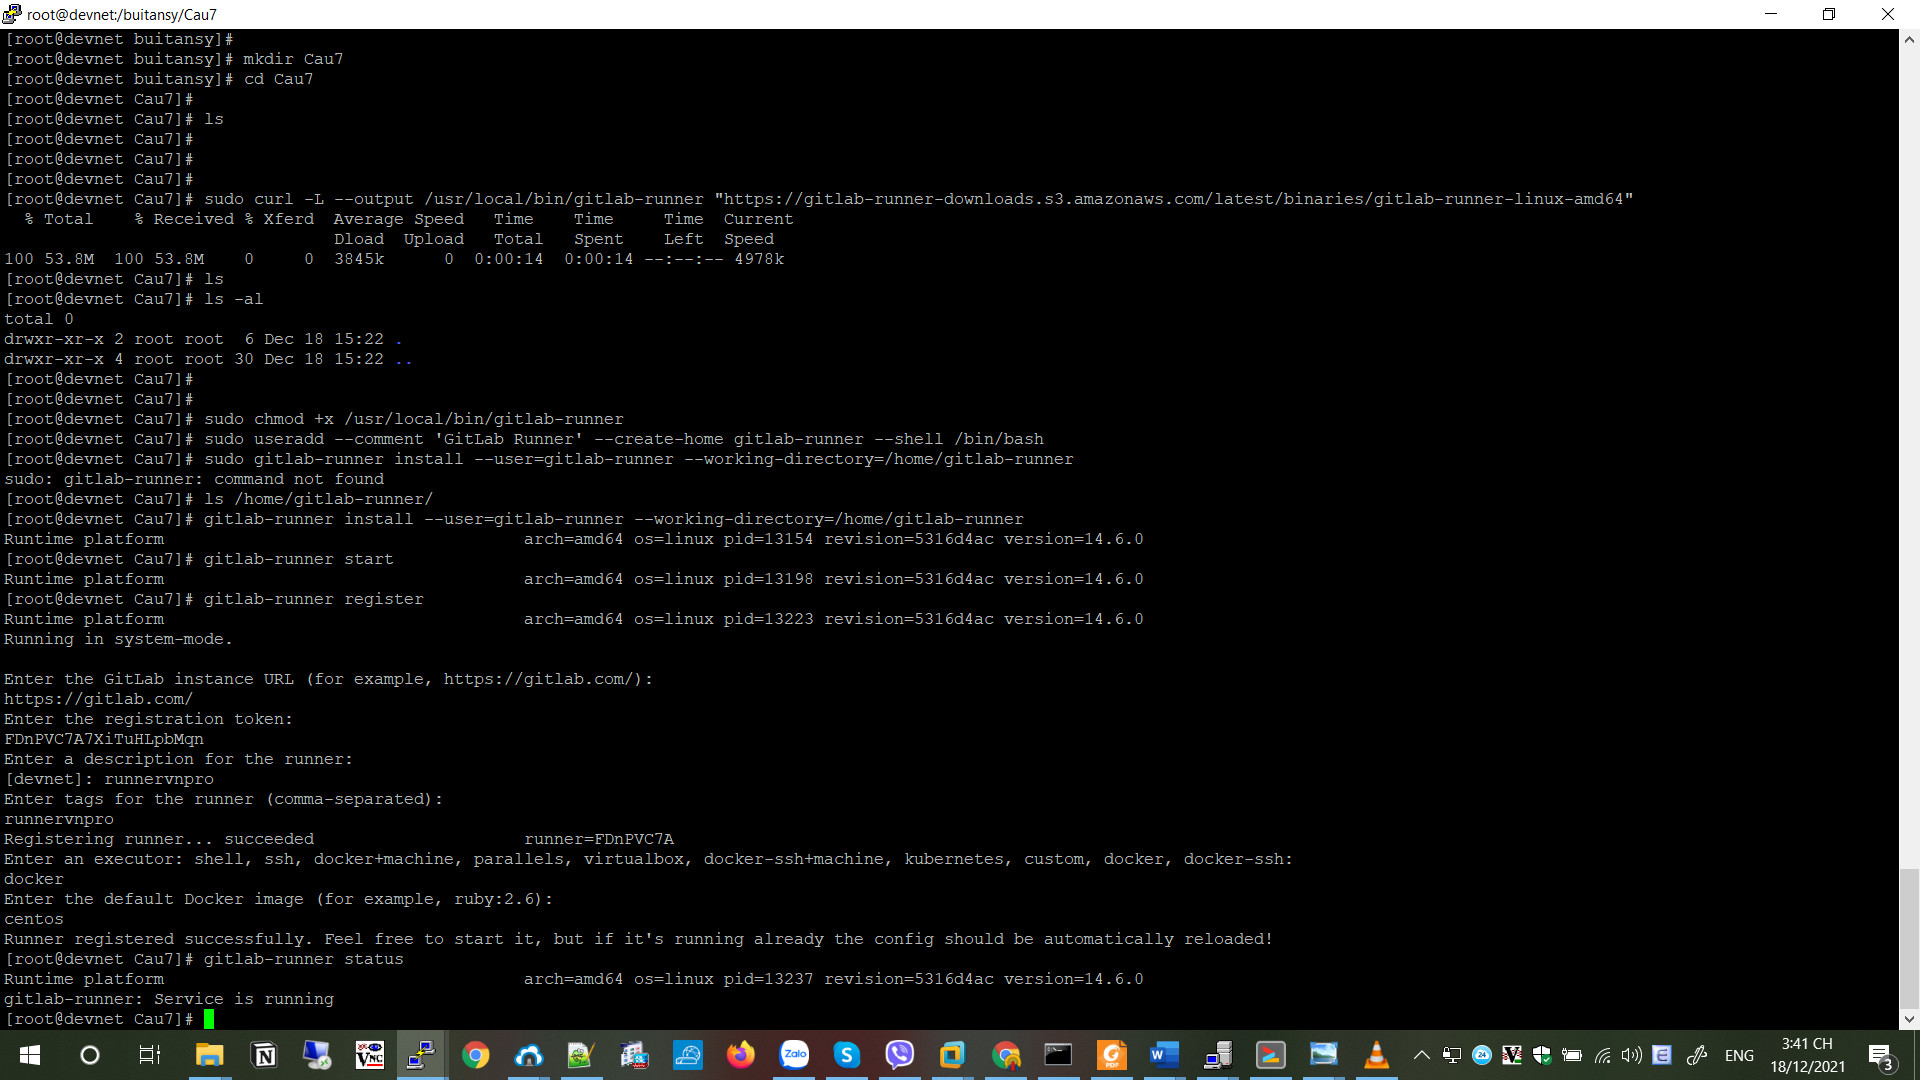 root@devnet:/buitansy/Cau7
[root@devnet buitansy]#
[root@devnet buitansy]# mkdir Cau7
[root@devnet buitansy]# cd Cau7
[root@devnet Cau7]#
[root@devnet Cau7]# ls
[root@devnet Cau7]#
[root@devnet Cau7]#
[root@devnet Cau7]#
[root@devnet Cau7]# sudo curl -L --output /usr/local/bin/gitlab-runner "https://gitlab-runner-downloads.s3.amazonaws.com/latest/binaries/gitlab-runner-linux-amd64"
  % Total    % Received % Xferd  Average Speed   Time    Time     Time  Current
                                 Dload  Upload   Total   Spent    Left  Speed
100 53.8M  100 53.8M    0     0  3845k      0  0:00:14  0:00:14 --:--:-- 4978k
[root@devnet Cau7]# ls
[root@devnet Cau7]# ls -al
total 0
drwxr-xr-x 2 root root  6 Dec 18 15:22 .
drwxr-xr-x 4 root root 30 Dec 18 15:22 ..
[root@devnet Cau7]#
[root@devnet Cau7]#
[root@devnet Cau7]# sudo chmod +x /usr/local/bin/gitlab-runner
[root@devnet Cau7]# sudo useradd --comment 'GitLab Runner' --create-home gitlab-runner --shell /bin/bash
[root@devnet Cau7]# sudo gitlab-runner install --user=gitlab-runner --working-directory=/home/gitlab-runner
sudo: gitlab-runner: command not found
[root@devnet Cau7]# ls /home/gitlab-runner/
[root@devnet Cau7]# gitlab-runner install --user=gitlab-runner --working-directory=/home/gitlab-runner
Runtime platform                                    arch=amd64 os=linux pid=13154 revision=5316d4ac version=14.6.0
[root@devnet Cau7]# gitlab-runner start
Runtime platform                                    arch=amd64 os=linux pid=13198 revision=5316d4ac version=14.6.0
[root@devnet Cau7]# gitlab-runner register
Runtime platform                                    arch=amd64 os=linux pid=13223 revision=5316d4ac version=14.6.0
Running in system-mode.
Enter the GitLab instance URL (for example, https://gitlab.com/):
https://gitlab.com/
Enter the registration token:
FDnPVC7A7XiTuHLpbMqn
Enter a description for the runner:
[devnet]: runnervnpro
Enter tags for the runner (comma-separated):
runnervnpro
Registering runner... succeeded                     runner=FDnPVC7A
Enter an executor: shell, ssh, docker+machine, parallels, virtualbox, docker-ssh+machine, kubernetes, custom, docker, docker-ssh:
docker
Enter the default Docker image (for example, ruby:2.6):
centos
Runner registered successfully. Feel free to start it, but if it's running already the config should be automatically reloaded!
[root@devnet Cau7]# gitlab-runner status
Runtime platform                                    arch=amd64 os=linux pid=13237 revision=5316d4ac version=14.6.0
gitlab-runner: Service is running
[root@devnet Cau7]#
ENG
3:41 CH
18/12/2021
3